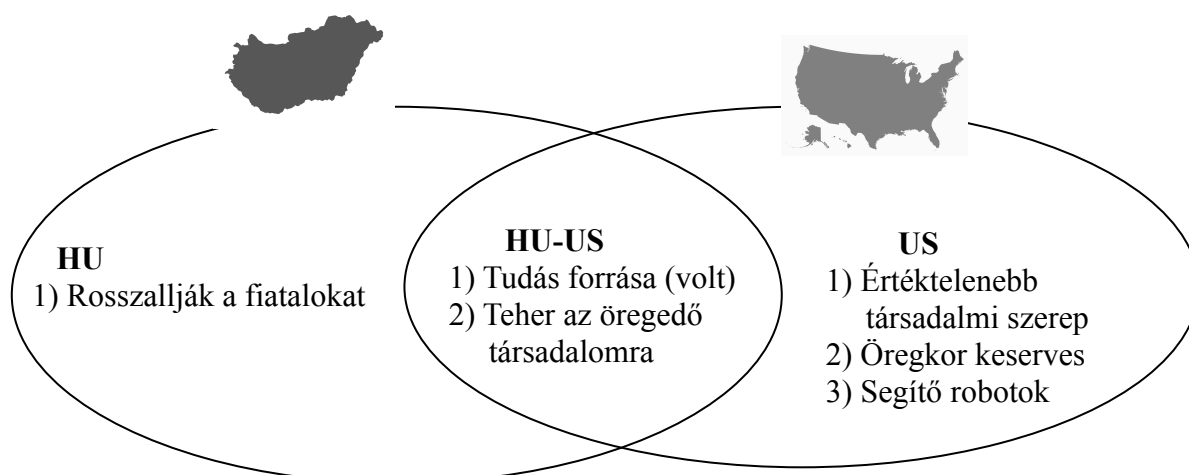 HU
1) Rosszallják a fiatalokat
HU-US
1) Tudás forrása (volt)
2) Teher az öregedő
társadalomra
US
1) Értéktelenebb
társadalmi szerep
2) Öregkor keserves
3) Segítő robotok